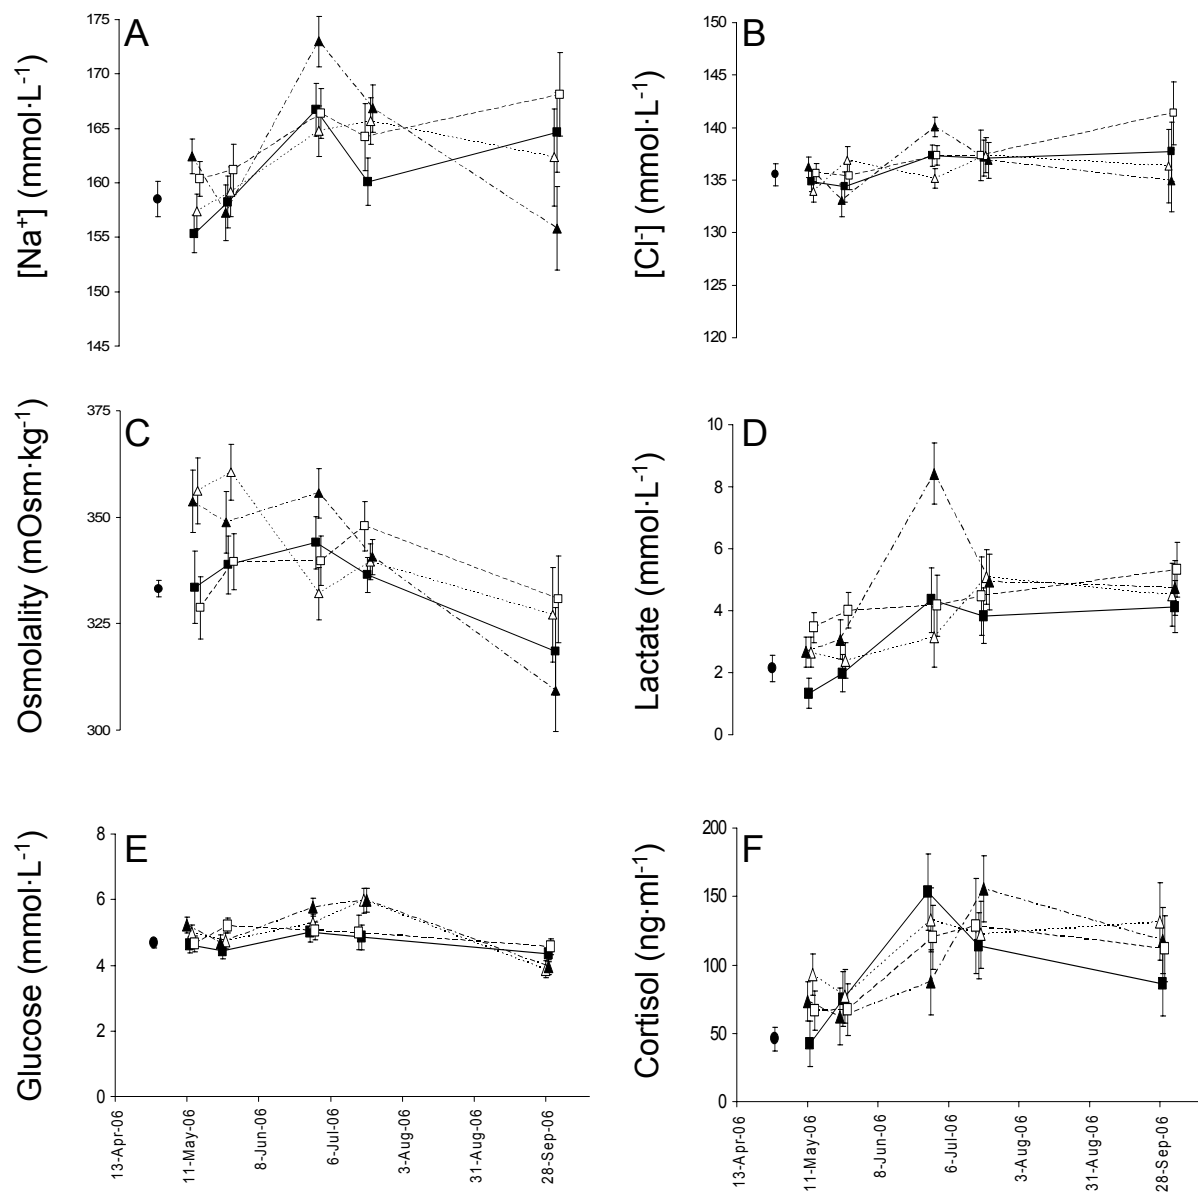 A
[Na⁺] (mmol·L⁻¹)
175
170
165
160
155
150
145
B
[Cl⁻] (mmol·L⁻¹)
150
145
140
135
130
125
120
C
Osmolality (mOsm·kg⁻¹)
375
350
325
300
D
Lactate (mmol·L⁻¹)
10
8
6
4
2
0
E
Glucose (mmol·L⁻¹)
8
6
4
2
0
13-Apr-06
11-May-06
8-Jun-06
6-Jul-06
3-Aug-06
31-Aug-06
28-Sep-06
F
Cortisol (ng·ml⁻¹)
200
150
100
50
0
13-Apr-06
11-May-06
8-Jun-06
6-Jul-06
3-Aug-06
31-Aug-06
28-Sep-06